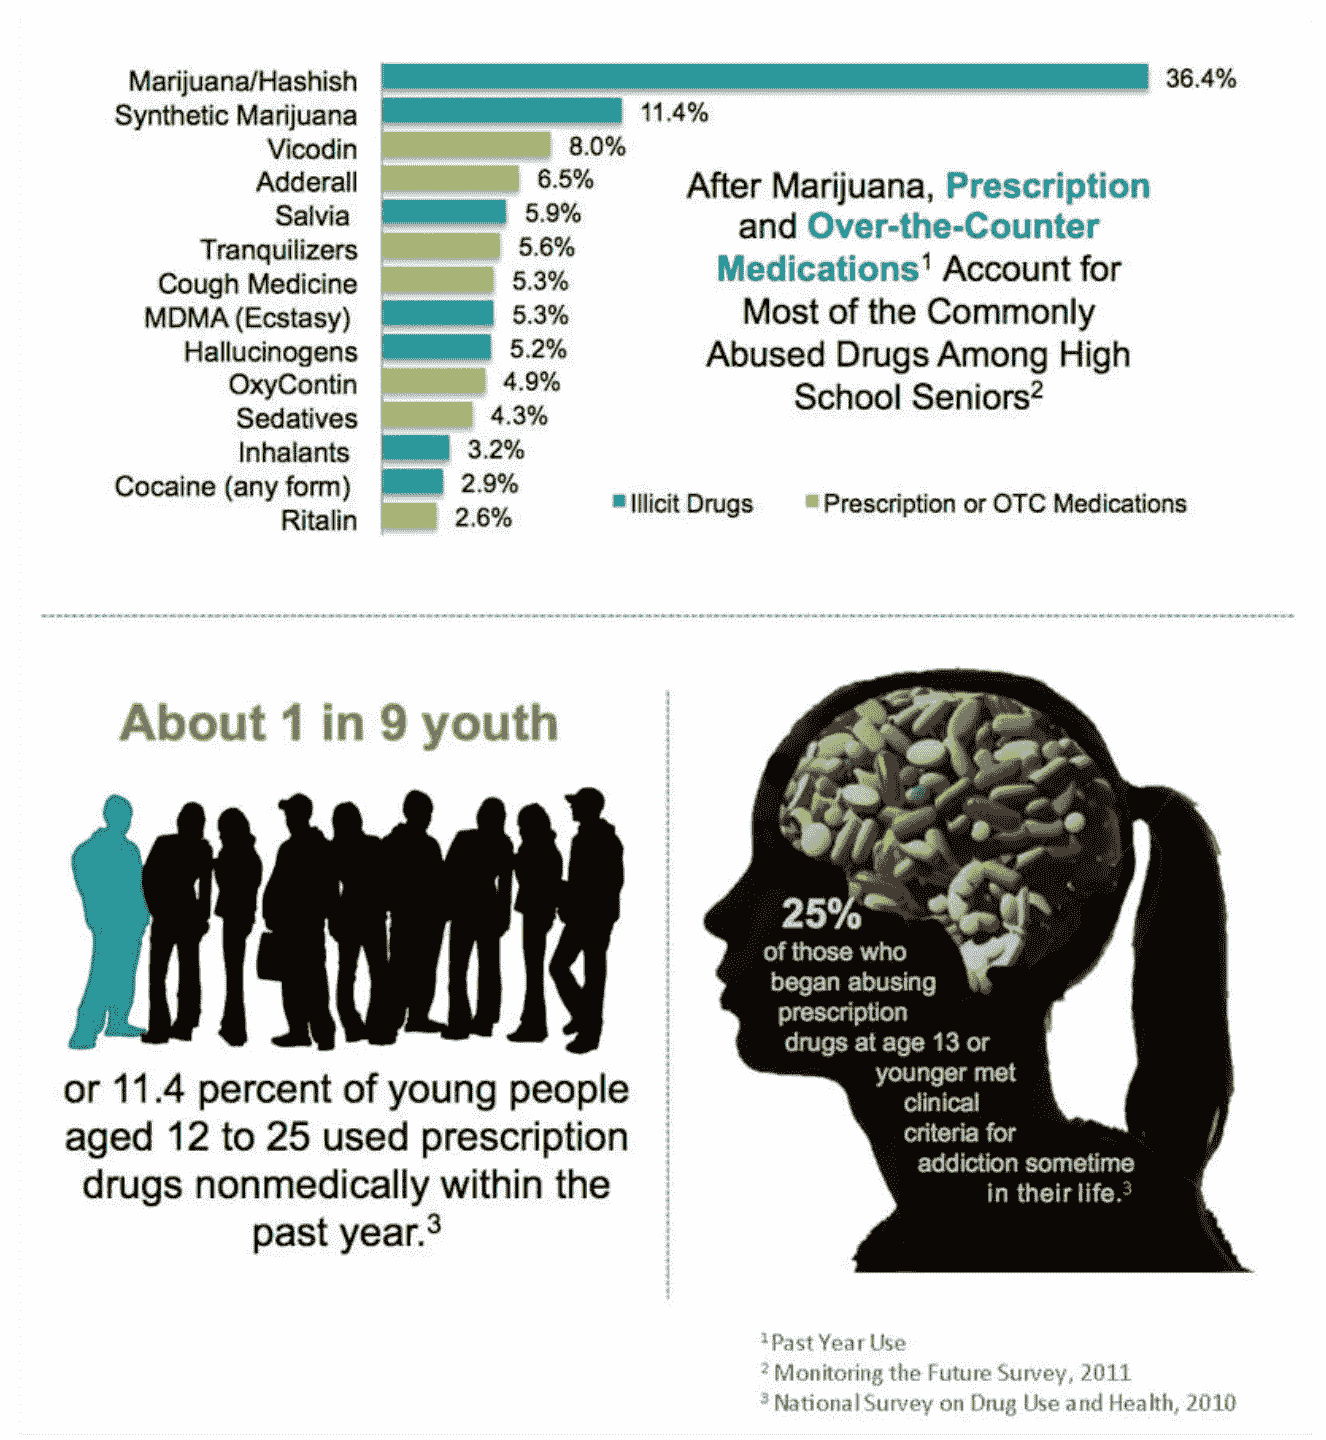 Marijuana/Hashish 36.4%
Synthetic Marijuana 11.4%
Vicodin 8.0%
Adderall 6.5%
Salvia 5.9%
Tranquilizers 5.6%
Cough Medicine 5.3%
MDMA (Ecstasy) 5.3%
Hallucinogens 5.2%
OxyContin 4.9%
Sedatives 4.3%
Inhalants 3.2%
Cocaine (any form) 2.9%
Ritalin 2.6%
After Marijuana, Prescription
and Over-the-Counter
Medications¹ Account for
Most of the Commonly
Abused Drugs Among High
School Seniors²
Illicit Drugs
Prescription or OTC Medications
About 1 in 9 youth
or 11.4 percent of young people
aged 12 to 25 used prescription
drugs nonmedically within the
past year.³
25%
of those who
began abusing
prescription
drugs at age 13 or
younger met
clinical
criteria for
addiction sometime
in their life.³
¹ Past Year Use
² Monitoring the Future Survey, 2011
³ National Survey on Drug Use and Health, 2010